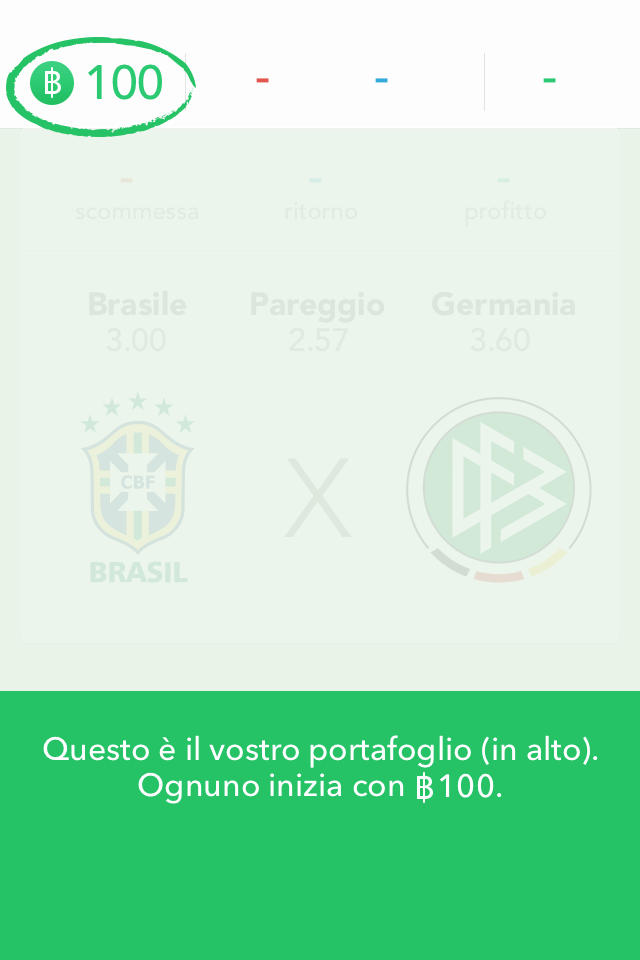 ฿ 100 - - -
- - -
scommessa ritorno profitto
Brasile Pareggio Germania
3.00 2.57 3.60
CBF X
BRASIL
Questo è il vostro portafoglio (in alto).
Ognuno inizia con ฿100.